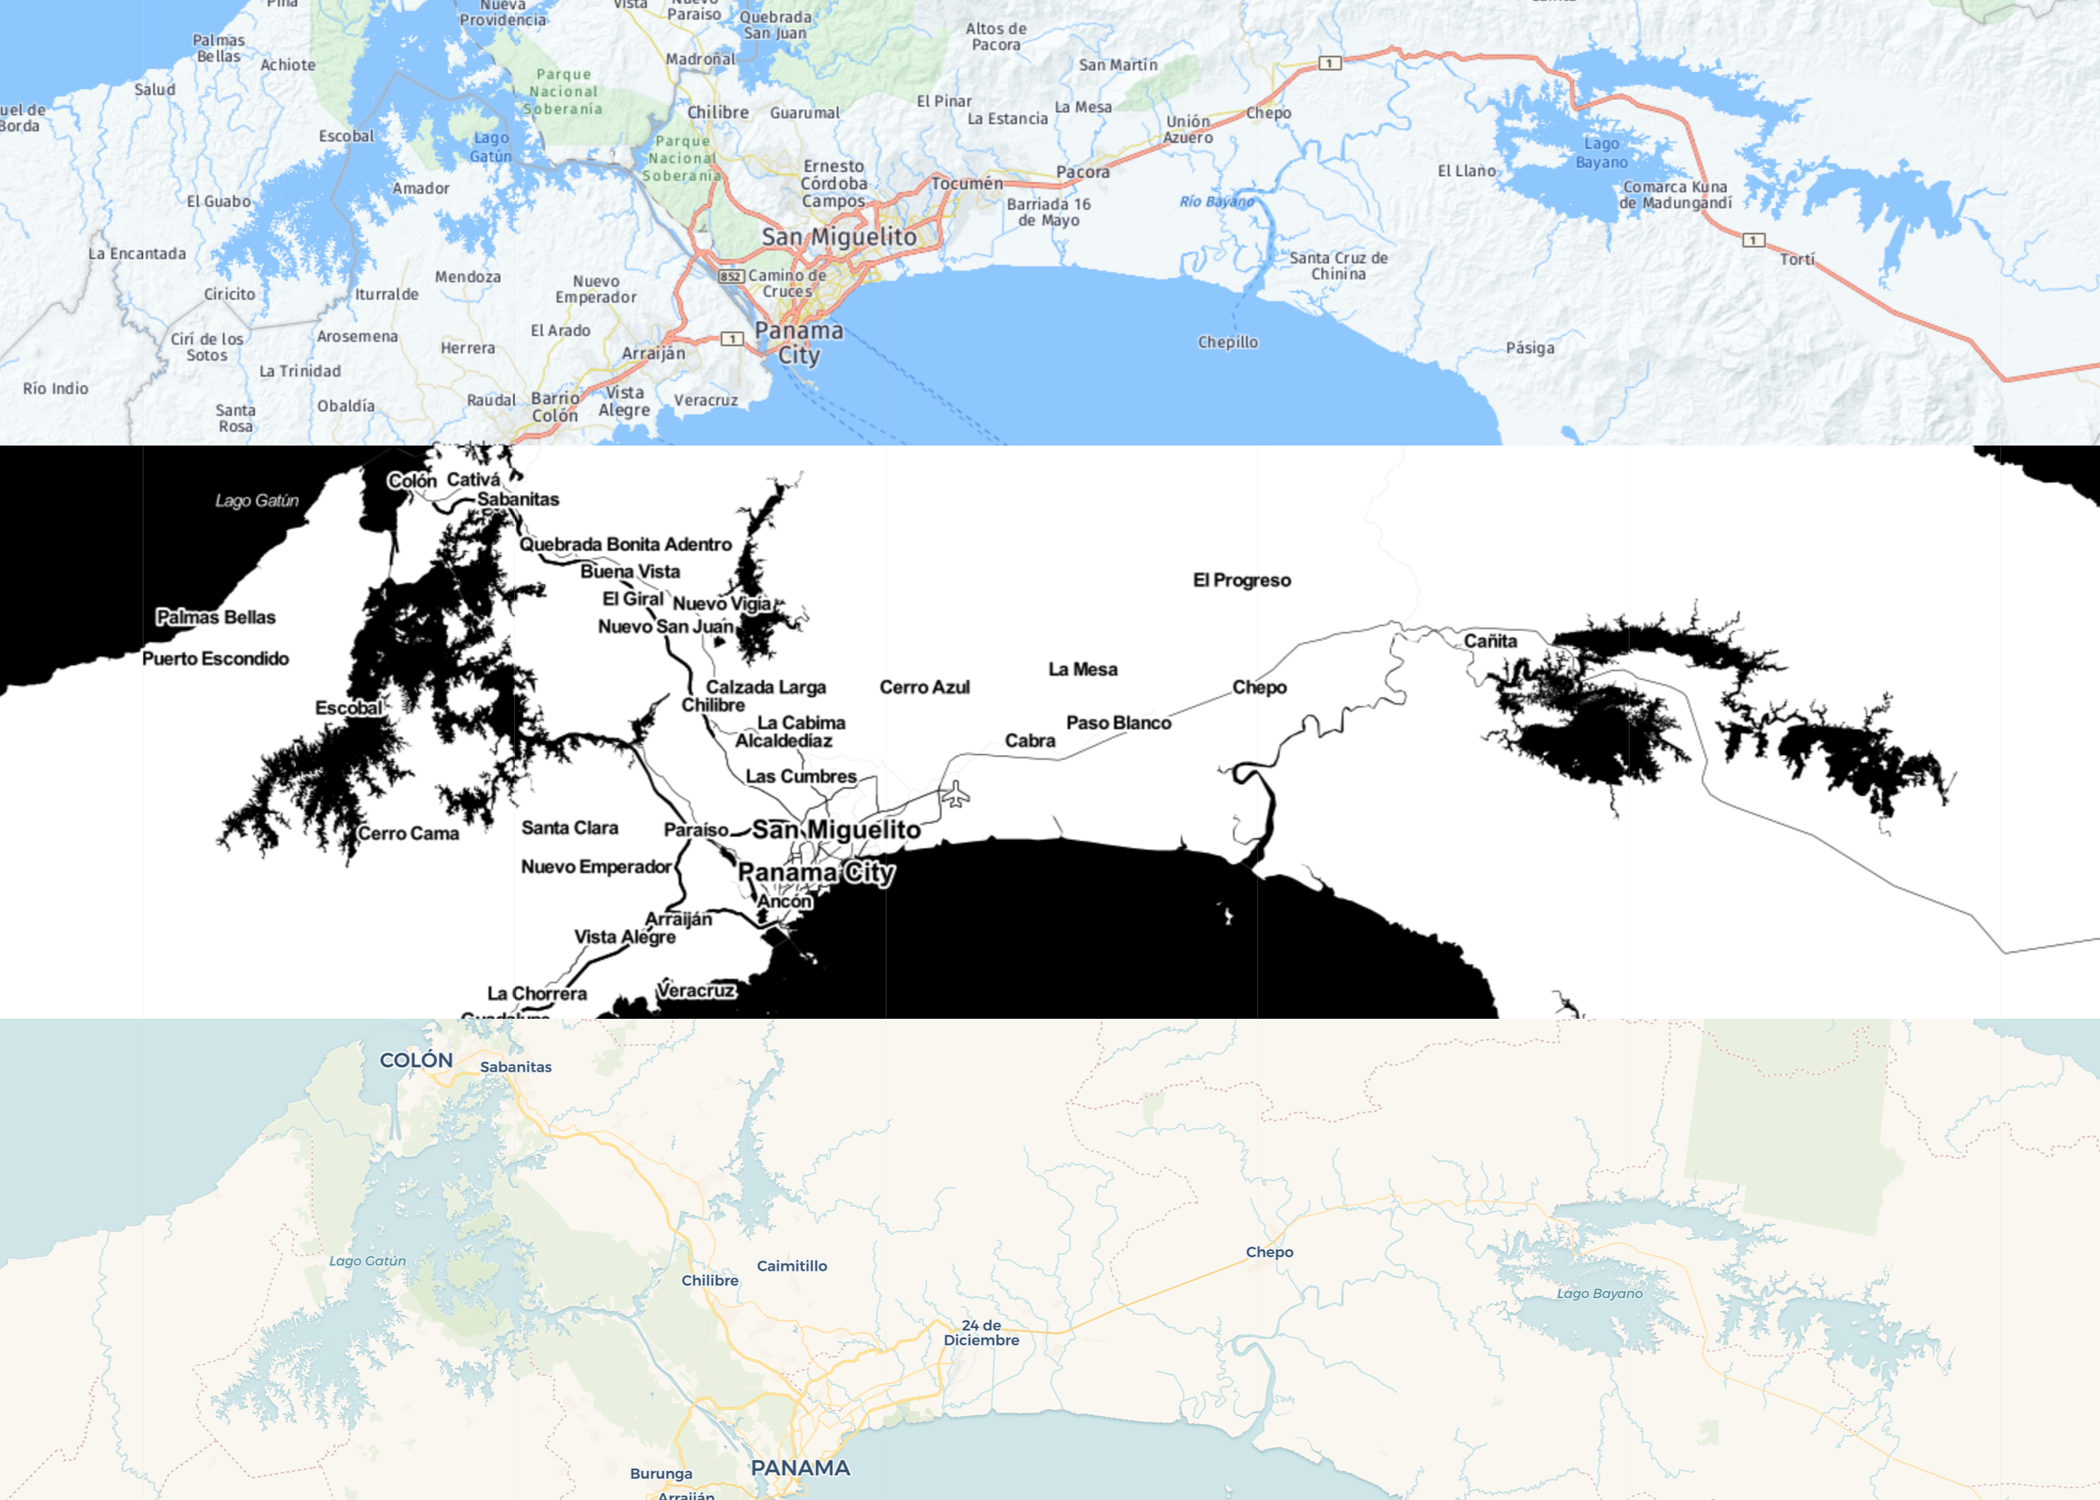 Piña
Nueva
Providencia
Vista
Nuevo
Paraíso
Quebrada
San Juan
Palmas
Bellas
Achiote
Salud
uel de
Borda
Escobal
Parque
Nacional
Soberanía
Madroñal
Altos de
Pacora
San Martín
1
Chilibre
Guarumal
El Pinar
La Estancia
La Mesa
Unión
Azuero
Chepo
Lago
Gatún
Parque
Nacional
Soberanía
Lago
Bayano
El Guabo
Amador
Ernesto
Córdoba
Campos
Tocumén
Pacora
El Llano
Comarca Kuna
de Madungandí
Barriada 16
de Mayo
Río Bayano
San Miguelito
La Encantada
Mendoza
852
Camino de
Cruces
Santa Cruz de
Chinina
1
Tortí
Ciricito
Iturralde
Nuevo
Emperador
Cirí de los
Sotos
Arosemena
Herrera
El Arado
Arraiján
1
Panama
City
Chepillo
Pásiga
Río Indio
La Trinidad
Santa
Rosa
Obaldía
Raudal
Barrio
Colón
Vista
Alegre
Veracruz
Colón
Cativá
Sabanitas
Lago Gatún
Quebrada Bonita Adentro
Buena Vista
El Giral
Nuevo Vigía
Nuevo San Juan
El Progreso
Palmas Bellas
Puerto Escondido
Cañita
Escobal
Calzada Larga
Chilibre
Cerro Azul
La Mesa
Chepo
La Cabima
Alcaldedíaz
Paso Blanco
Cabra
Las Cumbres
Cerro Cama
Santa Clara
Paraíso
San Miguelito
Nuevo Emperador
Panama City
Ancón
Arraiján
Vista Alegre
La Chorrera
Veracruz
Guadalupe
COLÓN
Sabanitas
Lago Gatún
Chilibre
Caimitillo
Chepo
Lago Bayano
24 de
Diciembre
Burunga
PANAMA
Arraiján